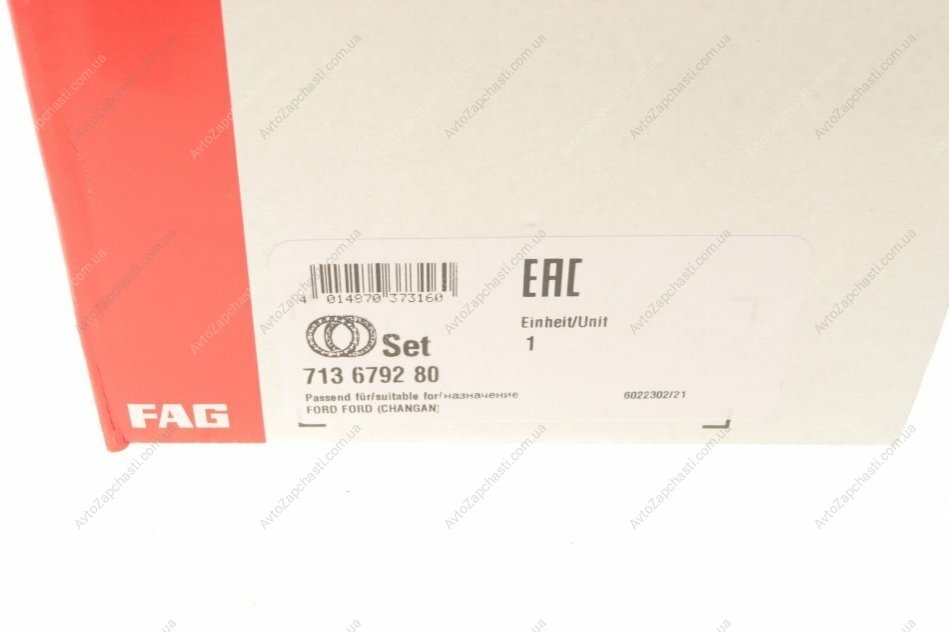 4 014870 373160
EAC
Set
Einheit/Unit
1
713 6792 80
Passend für/suitable for/назначение
6022302/21
FORD FORD (CHANGAN)
FAG
AvtoZapchasti.com.ua